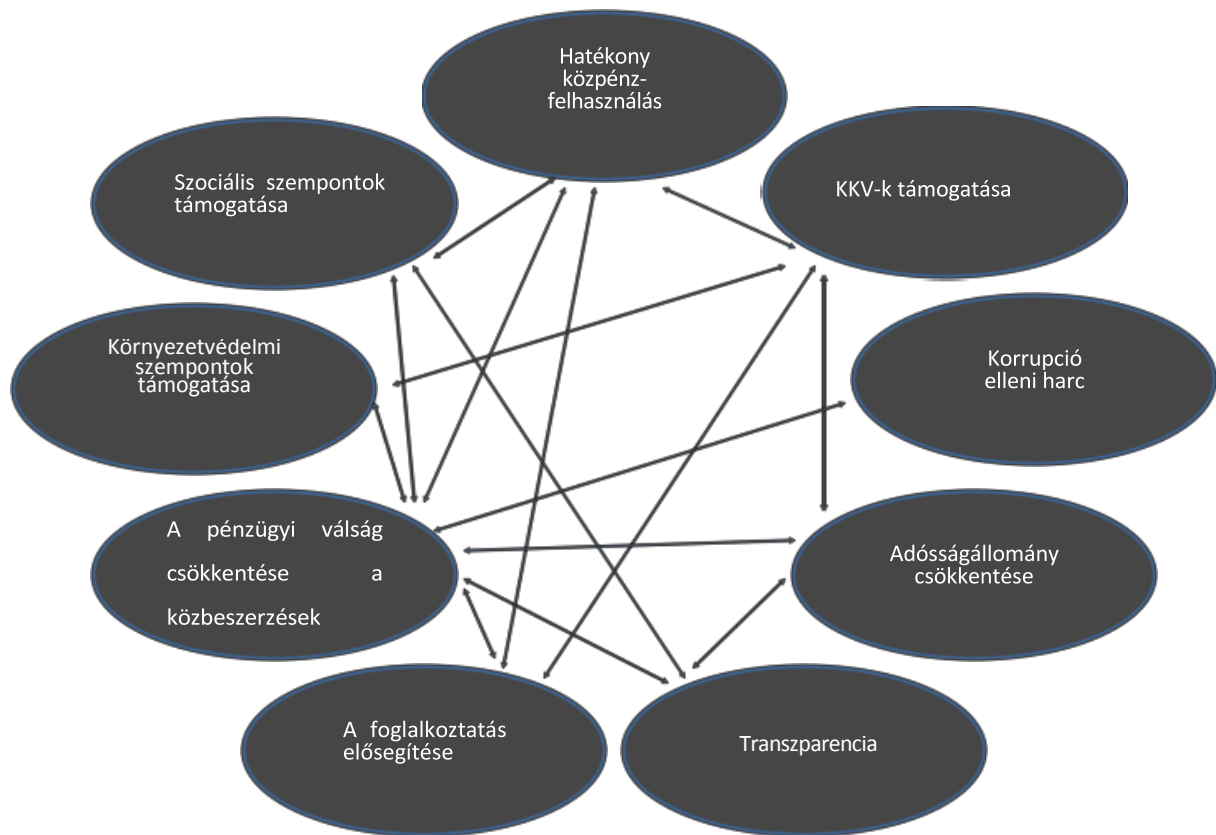 Hatékony
közpénz-
felhasználás
Szociális szempontok
támogatása
KKV-k támogatása
Környezetvédelmi
szempontok
támogatása
Korrupció
elleni harc
A pénzügyi válság
csökkentése a
közbeszerzések
Adósságállomány
csökkentése
A foglalkoztatás
elősegítése
Transzparencia